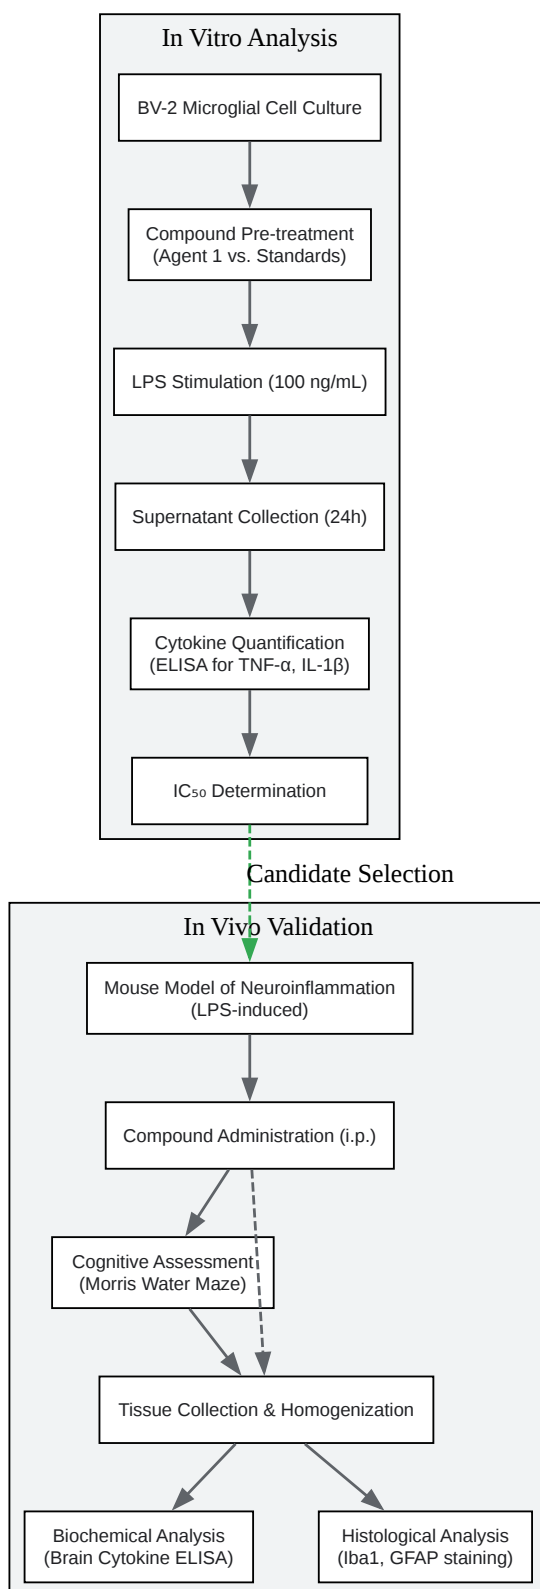 In Vitro Analysis
BV-2 Microglial Cell Culture
Compound Pre-treatment
(Agent 1 vs. Standards)
LPS Stimulation (100 ng/mL)
Supernatant Collection (24h)
Cytokine Quantification
(ELISA for TNF-α, IL-1β)
IC₅₀ Determination
Candidate Selection
In Vivo Validation
Mouse Model of Neuroinflammation
(LPS-induced)
Compound Administration (i.p.)
Cognitive Assessment
(Morris Water Maze)
Tissue Collection & Homogenization
Biochemical Analysis
(Brain Cytokine ELISA)
Histological Analysis
(Iba1, GFAP staining)